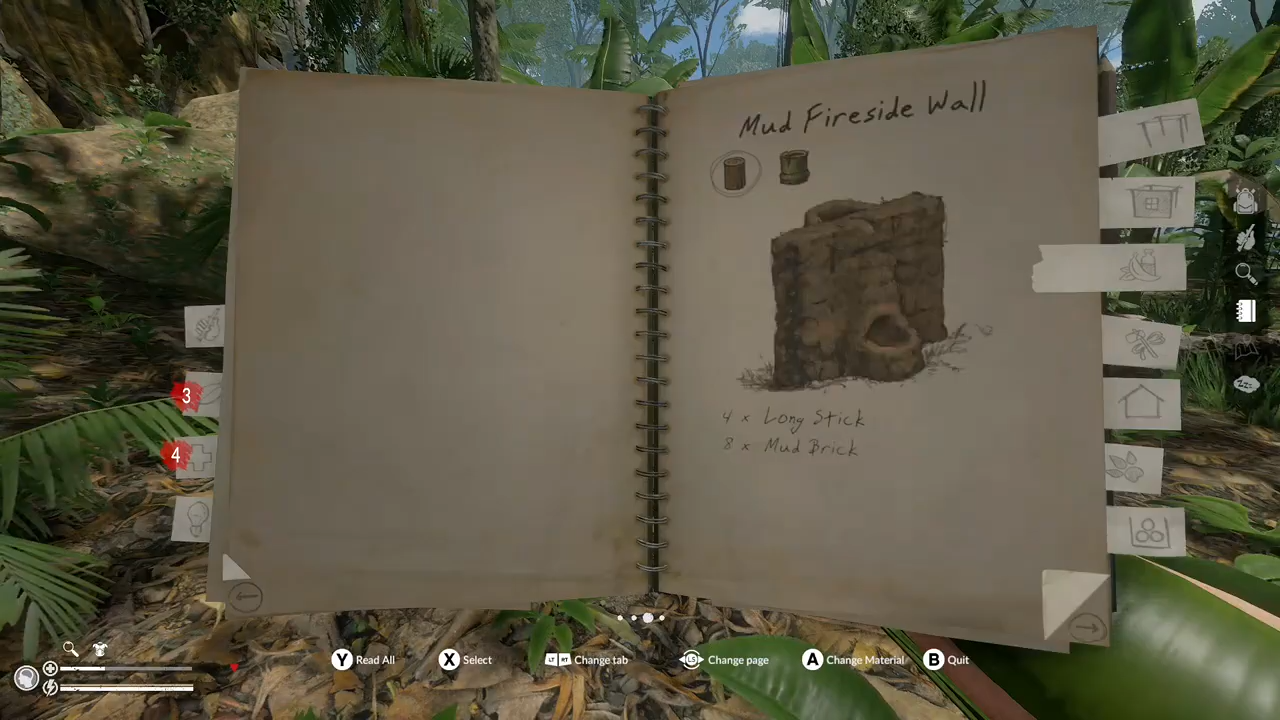 Mud Fireside Wall
4 x Long Stick
8 x Mud Brick
3
4
Y Read All
X Select
Change tab
LS Change page
A Change Material
B Quit